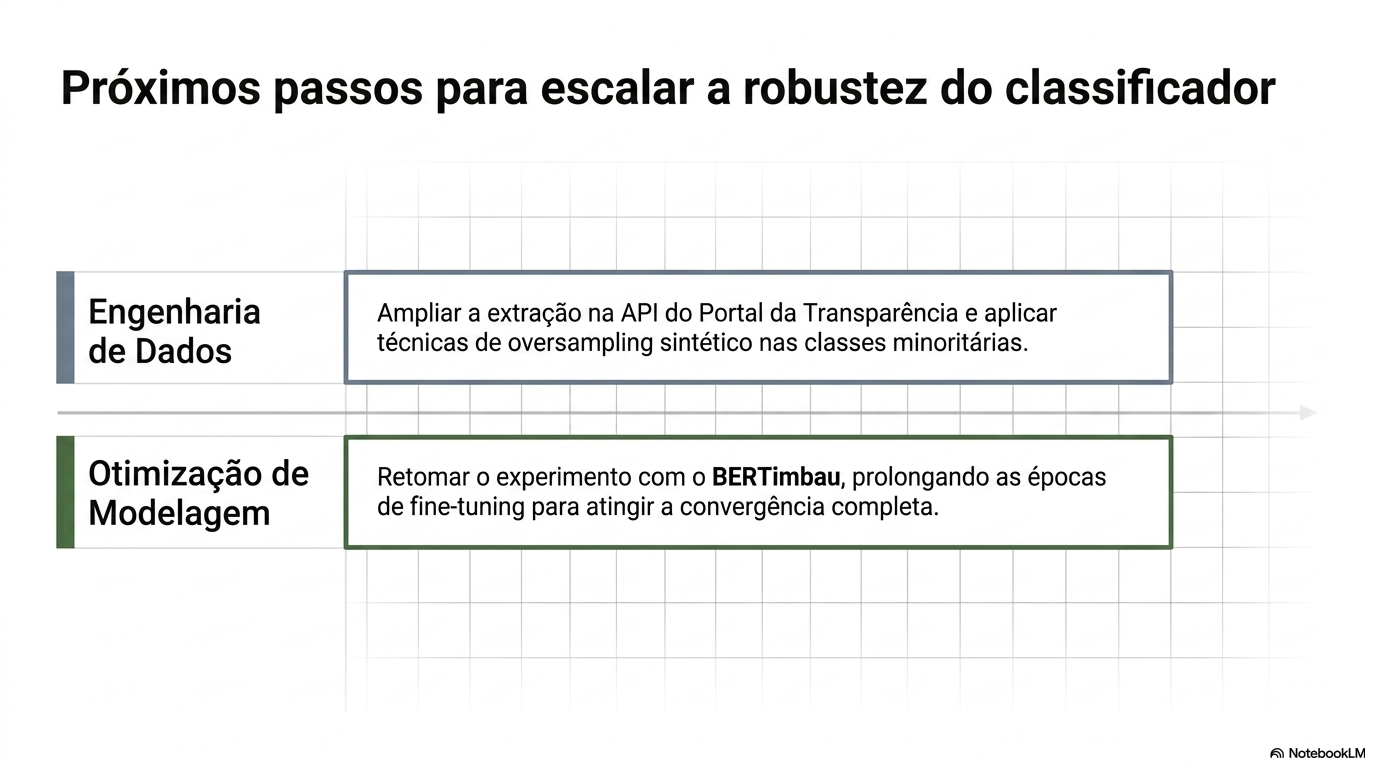 Próximos passos para escalar a robustez do classificador
Engenharia
de Dados
Ampliar a extração na API do Portal da Transparência e aplicar
técnicas de oversampling sintético nas classes minoritárias.
Otimização de
Modelagem
Retomar o experimento com o BERTimbau, prolongando as épocas
de fine-tuning para atingir a convergência completa.
NotebookLM